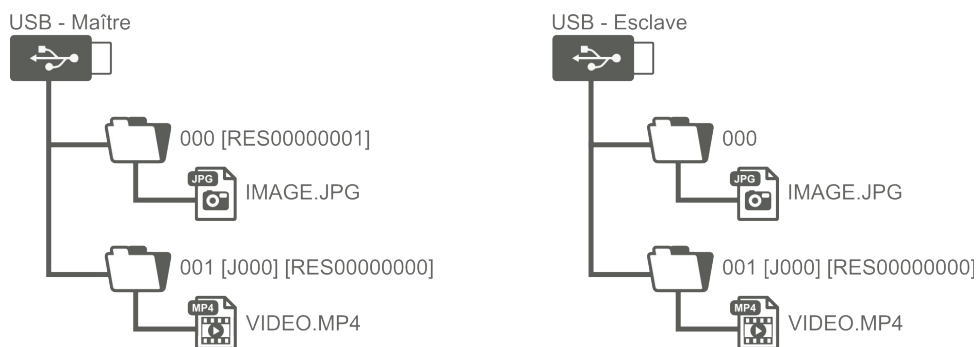 USB - Maître
000 [RES00000001]
JPG
IMAGE.JPG
001 [J000] [RES00000000]
MP4
VIDEO.MP4
USB - Esclave
000
JPG
IMAGE.JPG
001 [J000] [RES00000000]
MP4
VIDEO.MP4